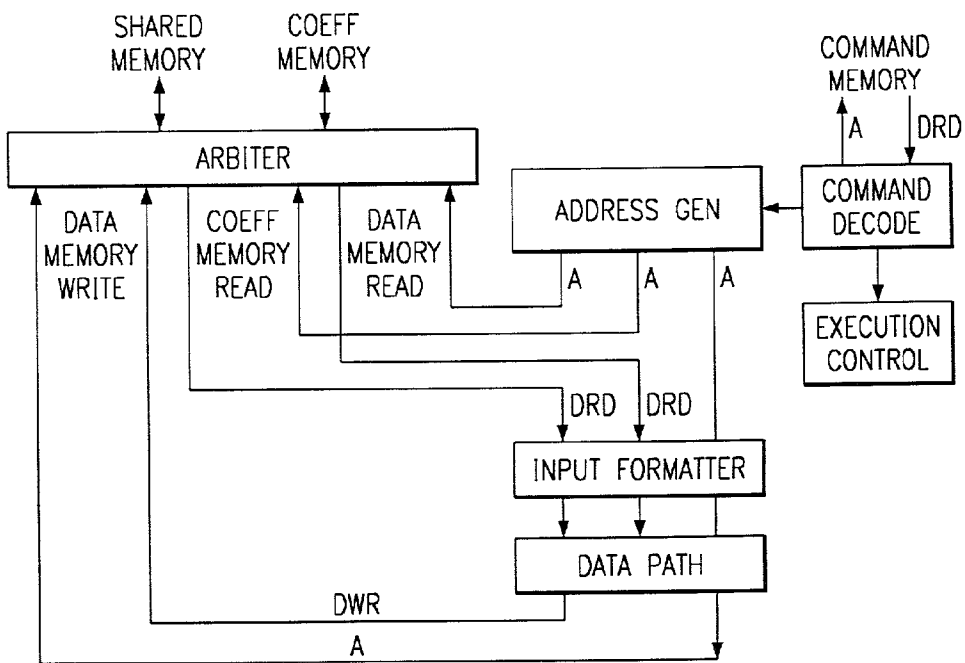 SHARED
MEMORY
COEFF
MEMORY
COMMAND
MEMORY
A
DRD
ARBITER
ADDRESS GEN
COMMAND
DECODE
DATA
MEMORY
WRITE
COEFF
MEMORY
READ
DATA
MEMORY
READ
A
A
A
EXECUTION
CONTROL
DRD
DRD
INPUT FORMATTER
DATA PATH
DWR
A